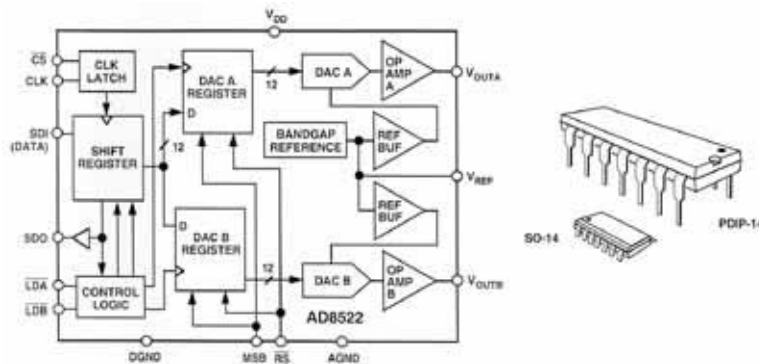 VDD
CS
CLK
CLK LATCH
SDI
(DATA)
SHIFT
REGISTER
SDO
LDA
LDB
CONTROL
LOGIC
DAC A
REGISTER
D
12
12
DAC B
REGISTER
D
12
DAC A
OP
AMP
A
VOUTA
BANDGAP
REFERENCE
REF
BUF
VREF
REF
BUF
DAC B
OP
AMP
B
VOUTB
AD8522
DGND
MSB
RS
AGND
SO-14
PDIP-14